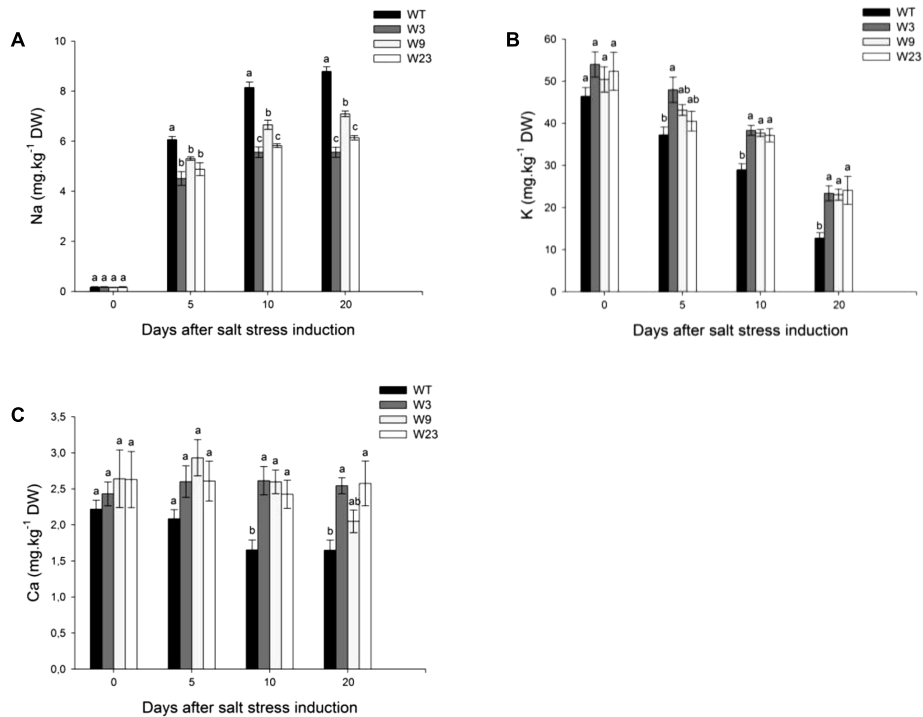 A
WT
W3
W9
W23
Na (mg.kg⁻¹ DW)
10
8
6
4
2
0
a a a a
a b b b
a c b c
a c b c
0 5 10 20
Days after salt stress induction
B
WT
W3
W9
W23
K (mg.kg⁻¹ DW)
60
50
40
30
20
10
0
a a a a
b a ab ab
b a a a
b a a a
0 5 10 20
Days after salt stress induction
C
WT
W3
W9
W23
Ca (mg.kg⁻¹ DW)
3,5
3,0
2,5
2,0
1,5
1,0
0,5
0,0
a a a a
a a a a
b a a a
b a ab a
0 5 10 20
Days after salt stress induction